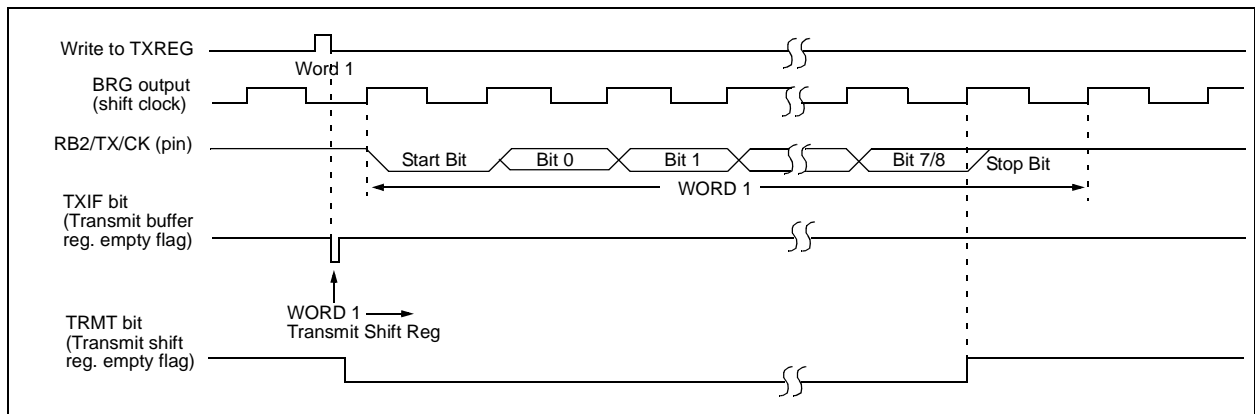 Write to TXREG
Word 1
BRG output
(shift clock)
RB2/TX/CK (pin)
Start Bit
Bit 0
Bit 1
Bit 7/8
Stop Bit
WORD 1
TXIF bit
(Transmit buffer
reg. empty flag)
WORD 1
Transmit Shift Reg
TRMT bit
(Transmit shift
reg. empty flag)